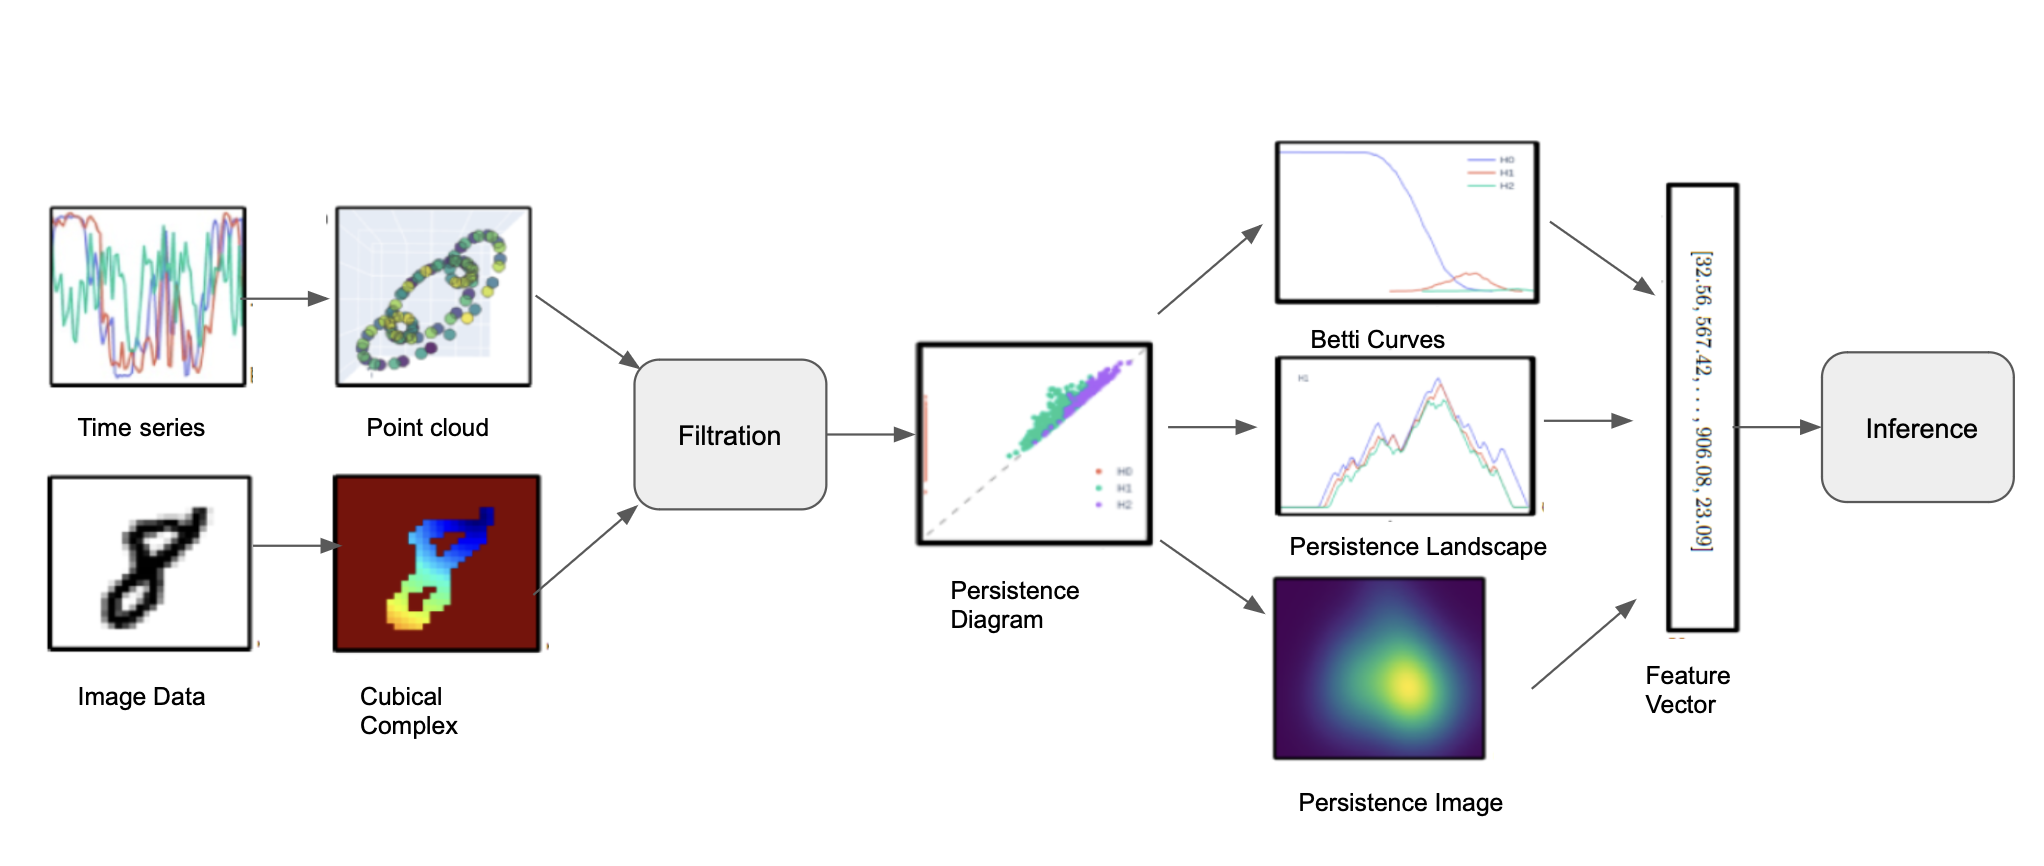 Time series
Point cloud
Image Data
Cubical
Complex
Filtration
H0
H1
H2
Persistence
Diagram
H0
H1
H2
Betti Curves
H1
Persistence Landscape
Persistence Image
[32.56, 567.42, . . . , 906.08, 23.09]
Feature
Vector
Inference